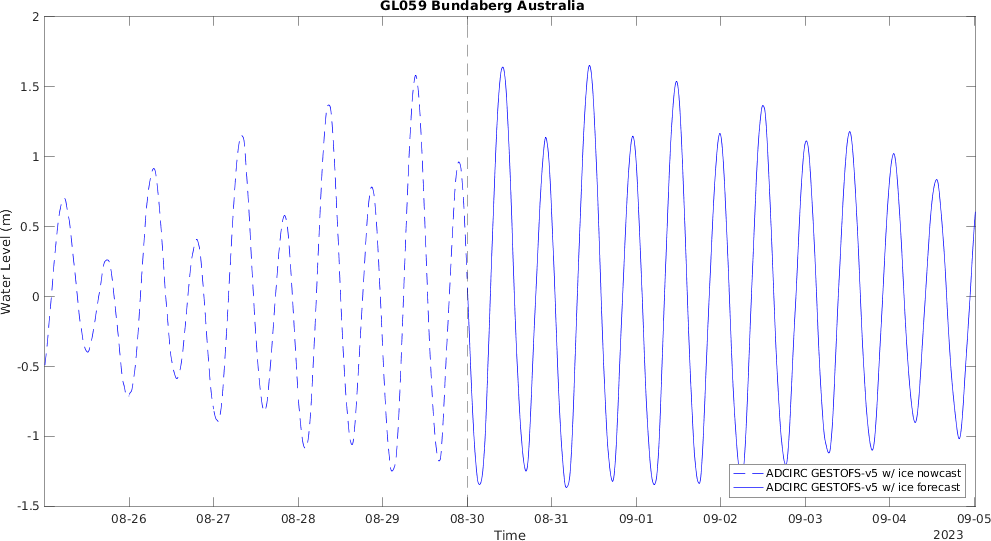 GL059 Bundaberg Australia
2
1.5
1
0.5
0
-0.5
-1
-1.5
Water Level (m)
ADCIRC GESTOFS-v5 w/ ice nowcast
ADCIRC GESTOFS-v5 w/ ice forecast
08-26 08-27 08-28 08-29 08-30 08-31 09-01 09-02 09-03 09-04 09-05
Time
2023